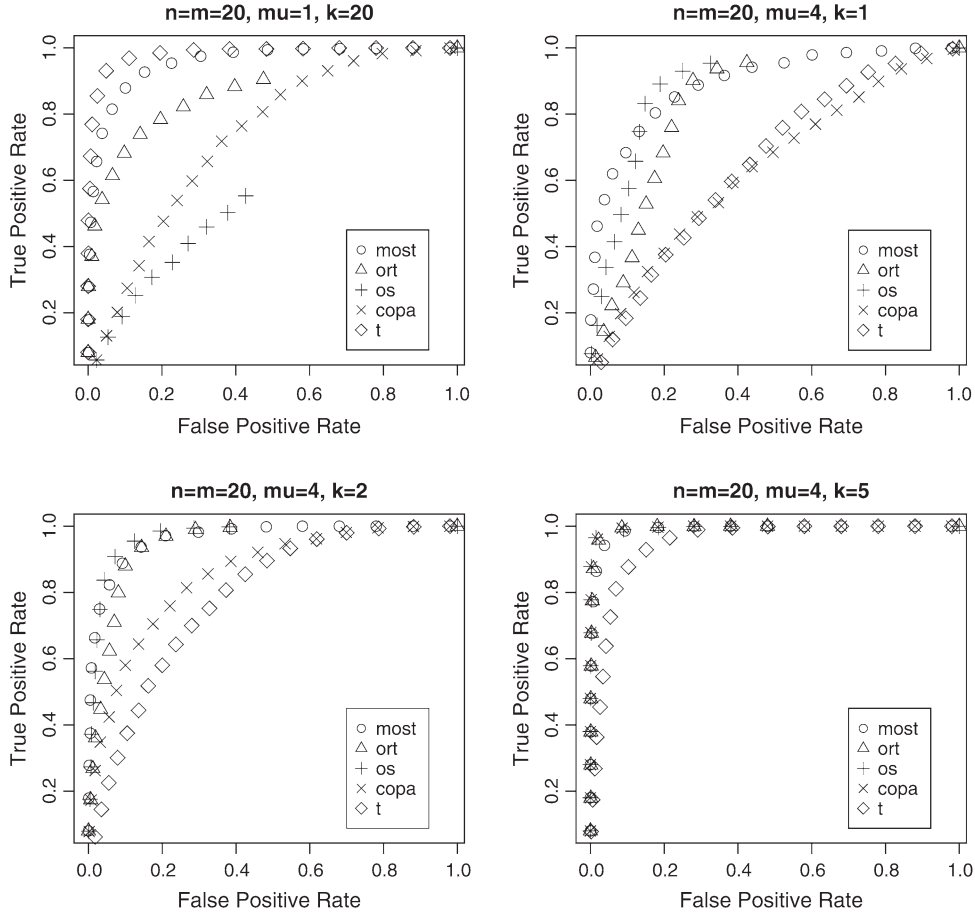 n=m=20, mu=1, k=20
True Positive Rate
1.0
0.8
0.6
0.4
0.2
most
ort
os
copa
t
0.0 0.2 0.4 0.6 0.8 1.0
False Positive Rate
n=m=20, mu=4, k=1
True Positive Rate
1.0
0.8
0.6
0.4
0.2
most
ort
os
copa
t
0.0 0.2 0.4 0.6 0.8 1.0
False Positive Rate
n=m=20, mu=4, k=2
True Positive Rate
1.0
0.8
0.6
0.4
0.2
most
ort
os
copa
t
0.0 0.2 0.4 0.6 0.8 1.0
False Positive Rate
n=m=20, mu=4, k=5
True Positive Rate
1.0
0.8
0.6
0.4
0.2
most
ort
os
copa
t
0.0 0.2 0.4 0.6 0.8 1.0
False Positive Rate